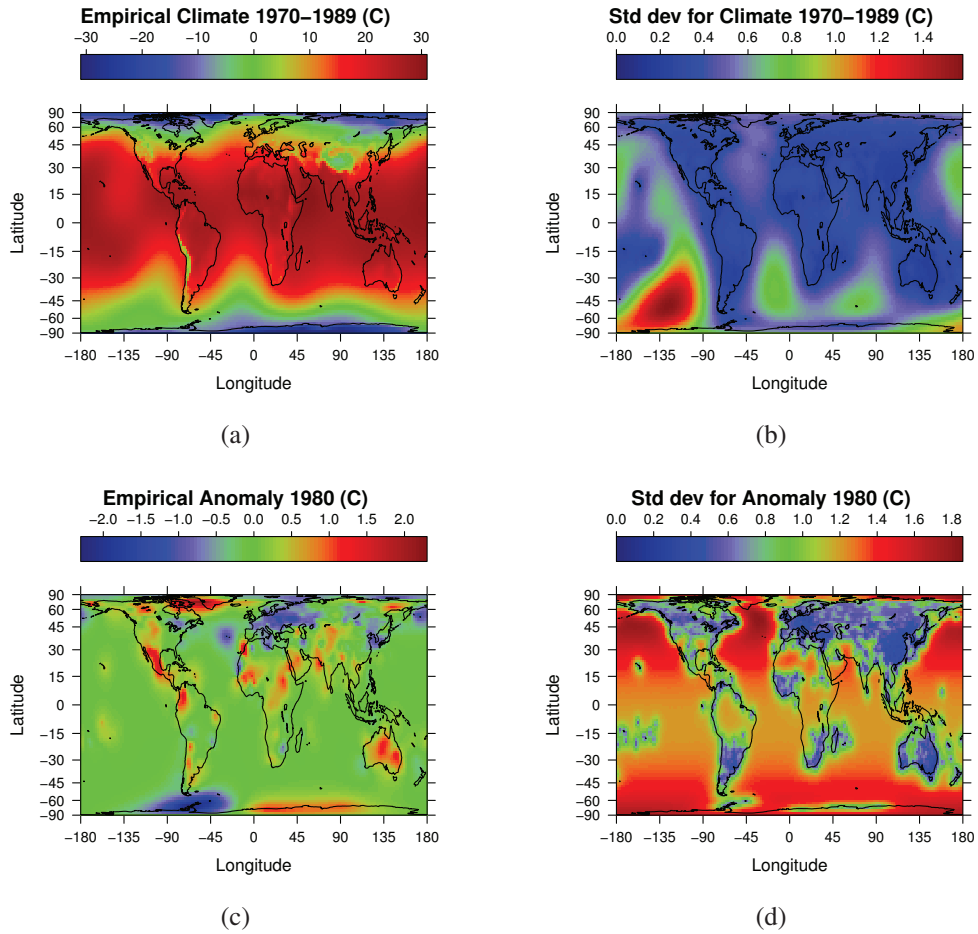 Empirical Climate 1970−1989 (C)
−30 −20 −10 0 10 20 30
90
60
45
30
15
0
−15
−30
−45
−60
−90
Latitude
−180 −135 −90 −45 0 45 90 135 180
Longitude
(a)
Std dev for Climate 1970−1989 (C)
0.0 0.2 0.4 0.6 0.8 1.0 1.2 1.4
90
60
45
30
15
0
−15
−30
−45
−60
−90
Latitude
−180 −135 −90 −45 0 45 90 135 180
Longitude
(b)
Empirical Anomaly 1980 (C)
−2.0 −1.5 −1.0 −0.5 0.0 0.5 1.0 1.5 2.0
90
60
45
30
15
0
−15
−30
−45
−60
−90
Latitude
−180 −135 −90 −45 0 45 90 135 180
Longitude
(c)
Std dev for Anomaly 1980 (C)
0.0 0.2 0.4 0.6 0.8 1.0 1.2 1.4 1.6 1.8
90
60
45
30
15
0
−15
−30
−45
−60
−90
Latitude
−180 −135 −90 −45 0 45 90 135 180
Longitude
(d)